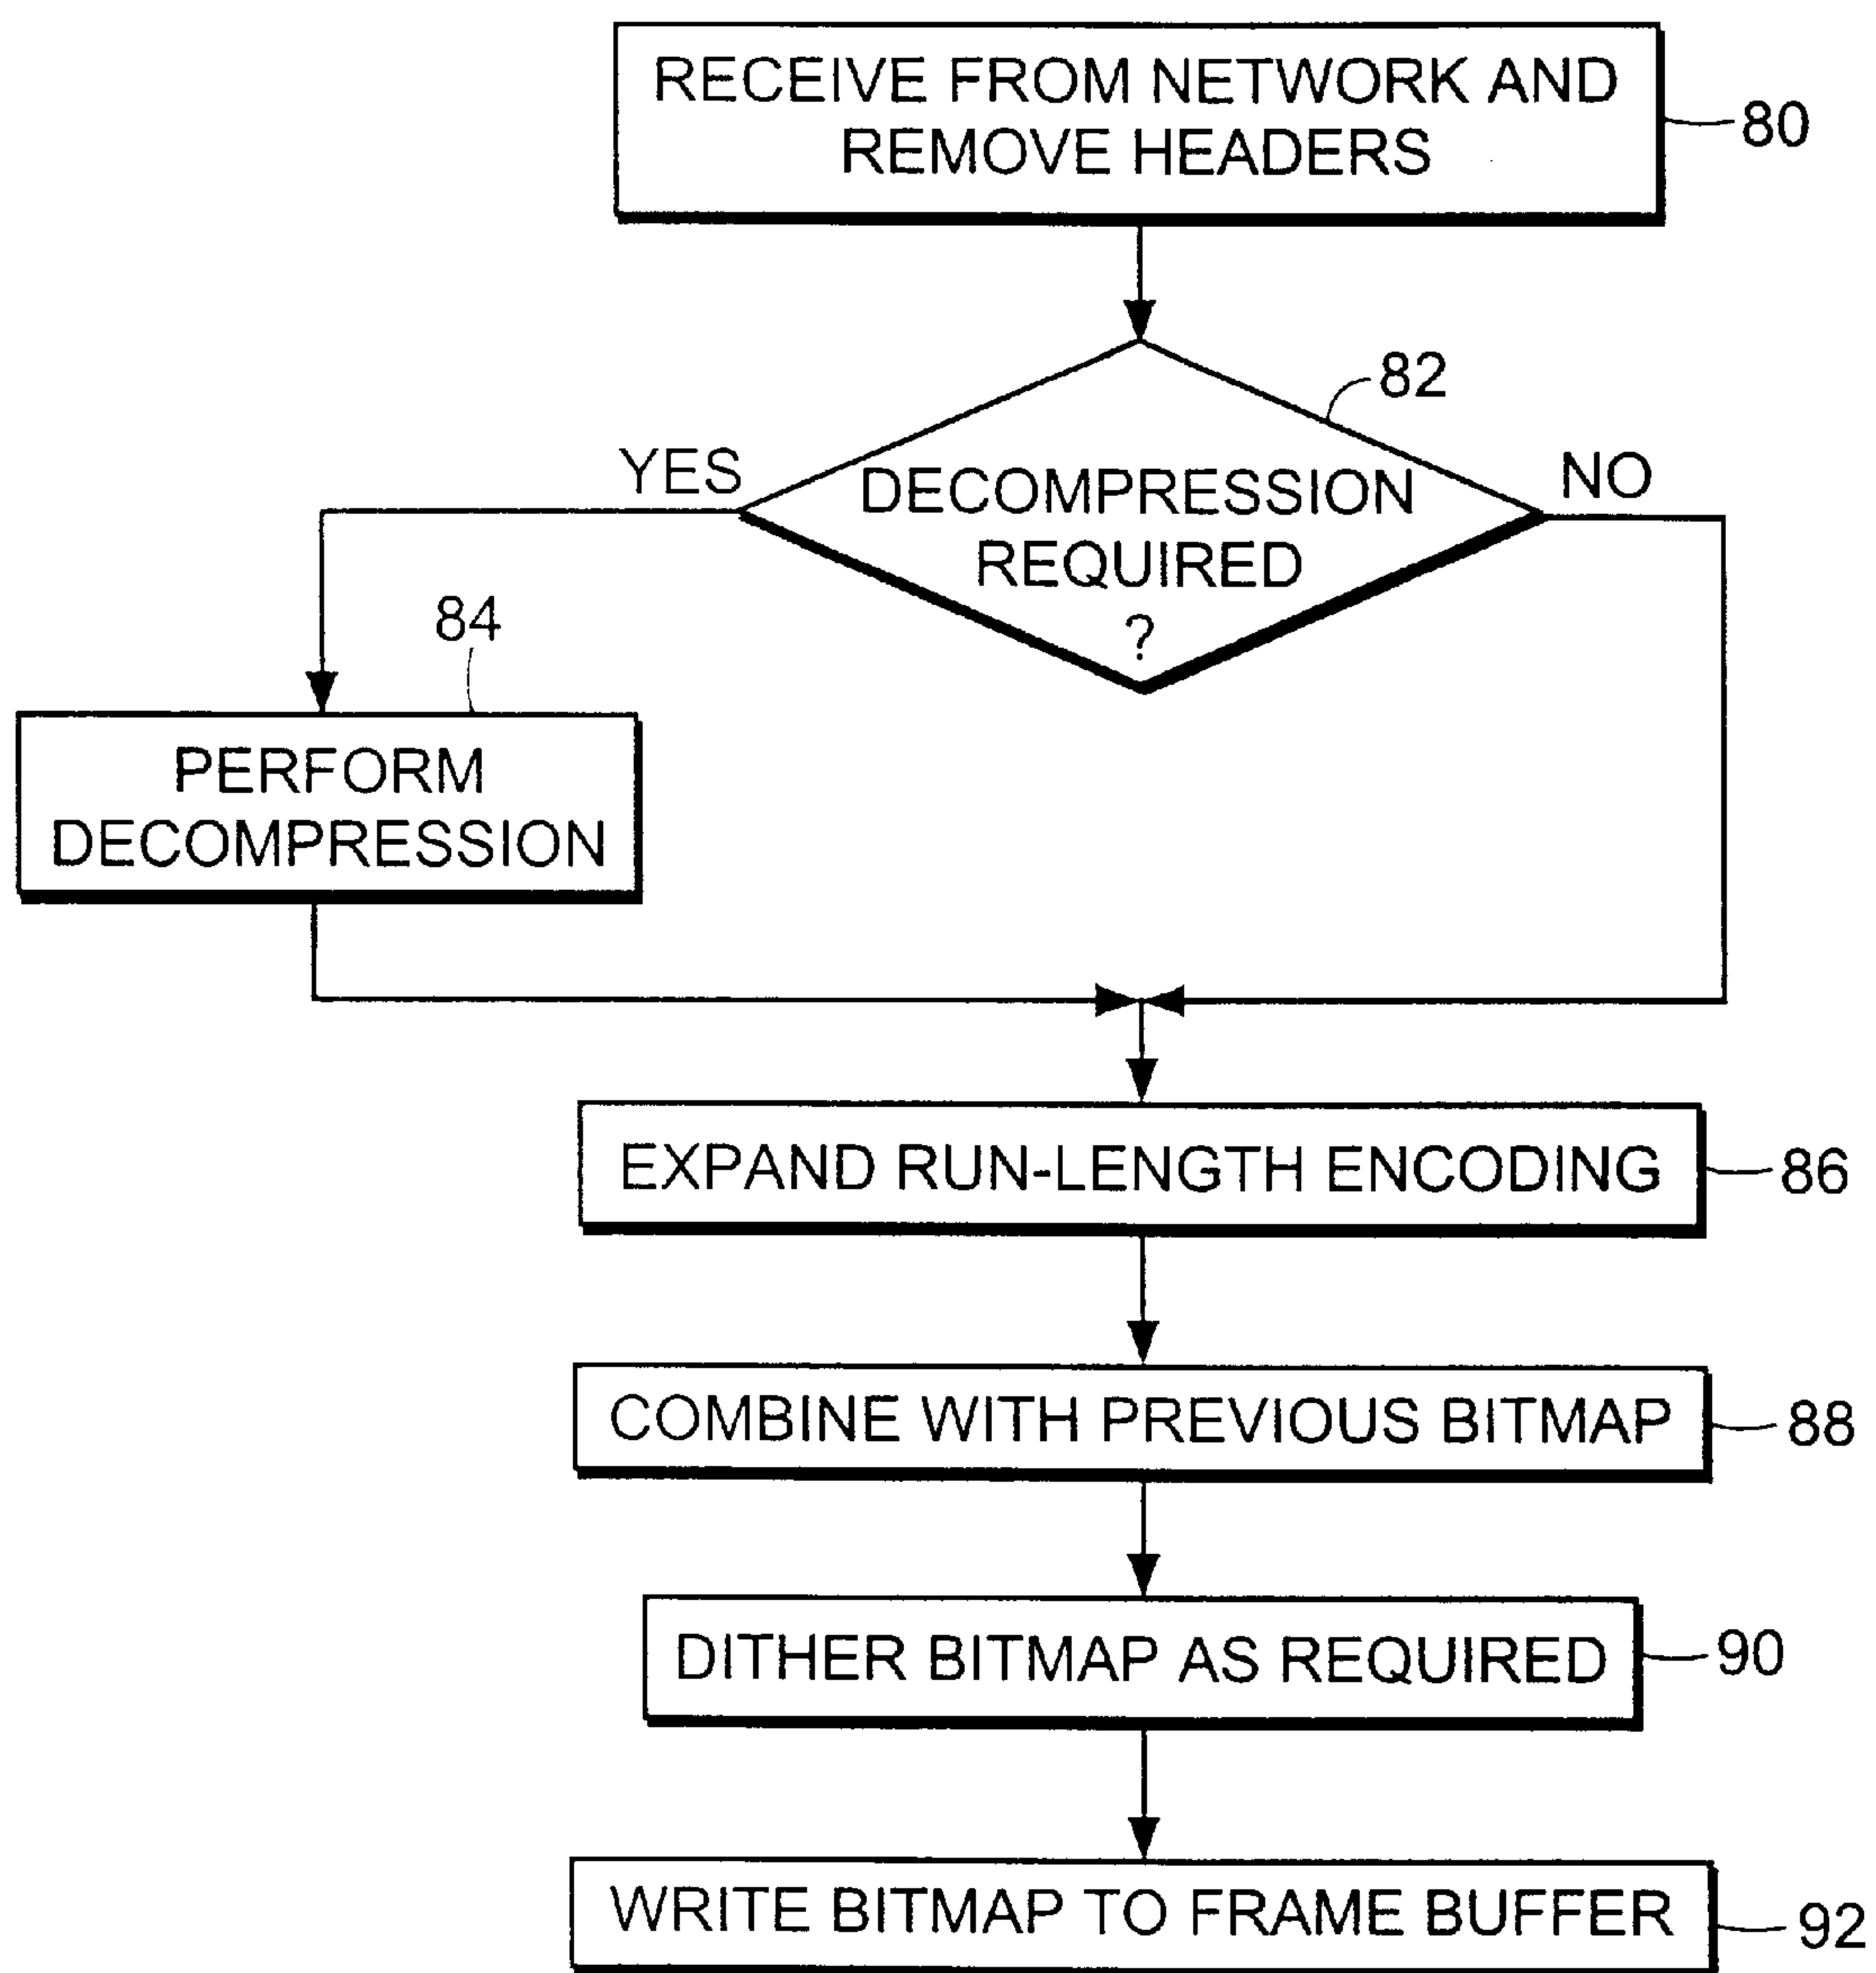 RECEIVE FROM NETWORK AND
REMOVE HEADERS
80
82
YES
DECOMPRESSION
REQUIRED
?
NO
84
PERFORM
DECOMPRESSION
EXPAND RUN-LENGTH ENCODING
86
COMBINE WITH PREVIOUS BITMAP
88
DITHER BITMAP AS REQUIRED
90
WRITE BITMAP TO FRAME BUFFER
92